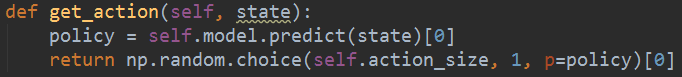 def get_action(self, state):
    policy = self.model.predict(state)[0]
    return np.random.choice(self.action_size, 1, p=policy)[0]